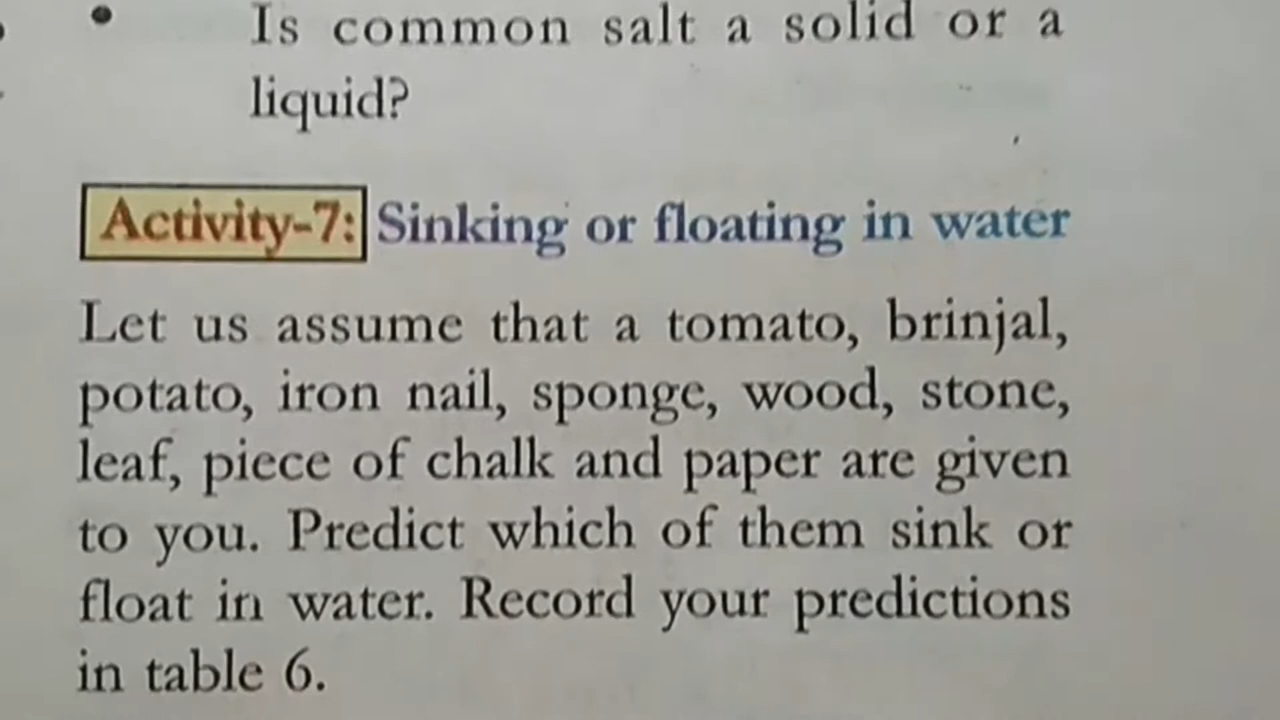 • Is common salt a solid or a
liquid?
Activity-7: Sinking or floating in water
Let us assume that a tomato, brinjal,
potato, iron nail, sponge, wood, stone,
leaf, piece of chalk and paper are given
to you. Predict which of them sink or
float in water. Record your predictions
in table 6.